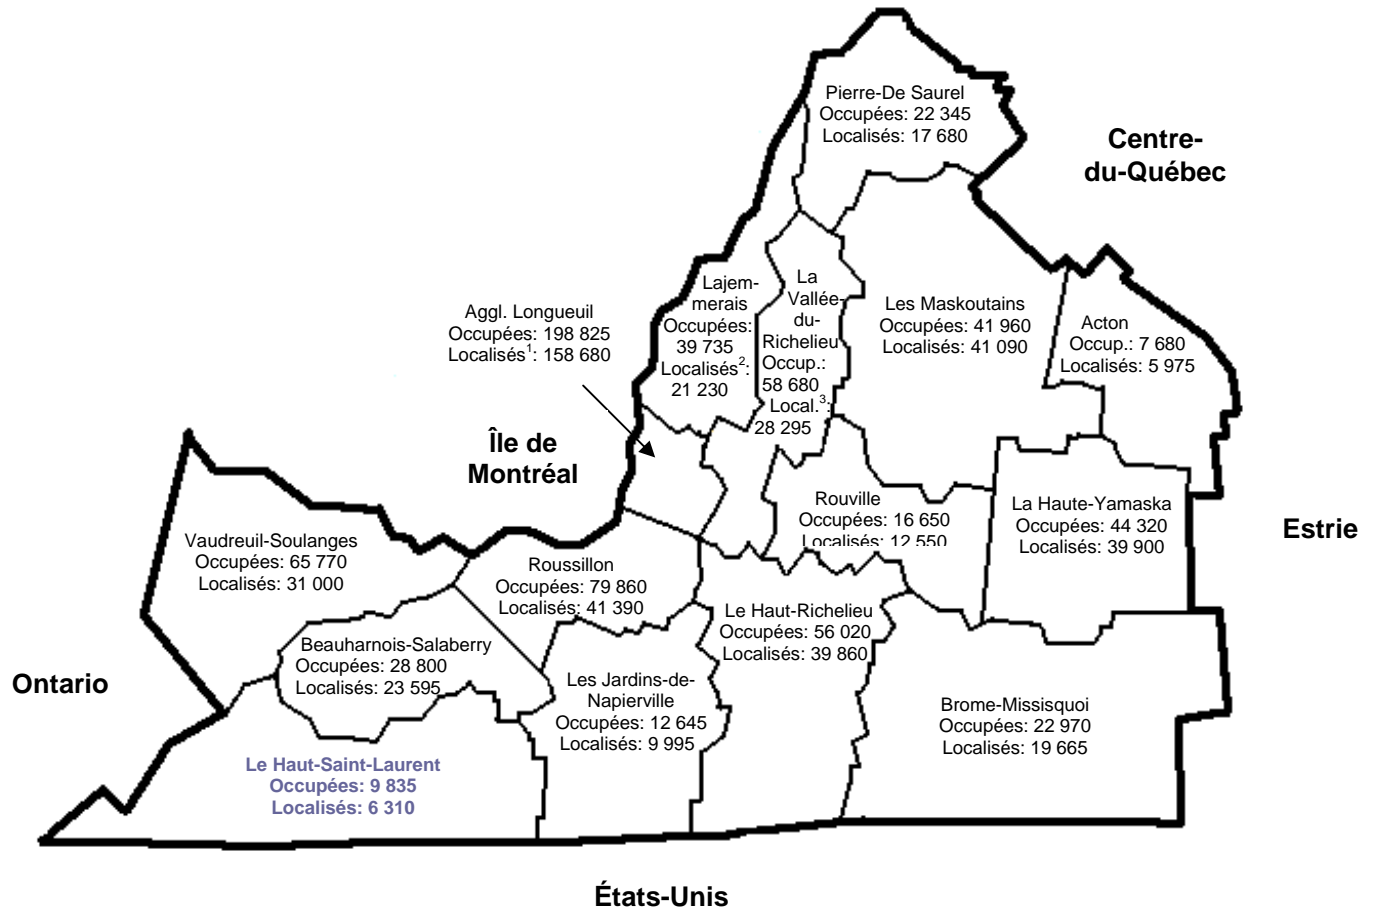 Pierre-De Saurel
Occupées: 22 345
Localisés: 17 680
Centre-
du-Québec
Lajem-
merais
Occupées:
39 735
Localisés²:
21 230
La
Vallée-
du-
Richelieu
Occup.:
58 680
Local.³:
28 295
Les Maskoutains
Occupées: 41 960
Localisés: 41 090
Acton
Occup.: 7 680
Localisés: 5 975
Aggl. Longueuil
Occupées: 198 825
Localisés¹: 158 680
Île de
Montréal
Rouville
Occupées: 16 650
Localisés: 12 550
La Haute-Yamaska
Occupées: 44 320
Localisés: 39 900
Estrie
Vaudreuil-Soulanges
Occupées: 65 770
Localisés: 31 000
Roussillon
Occupées: 79 860
Localisés: 41 390
Le Haut-Richelieu
Occupées: 56 020
Localisés: 39 860
Beauharnois-Salaberry
Occupées: 28 800
Localisés: 23 595
Ontario
Les Jardins-de-
Napierville
Occupées: 12 645
Localisés: 9 995
Brome-Missisquoi
Occupées: 22 970
Localisés: 19 665
Le Haut-Saint-Laurent
Occupées: 9 835
Localisés: 6 310
États-Unis